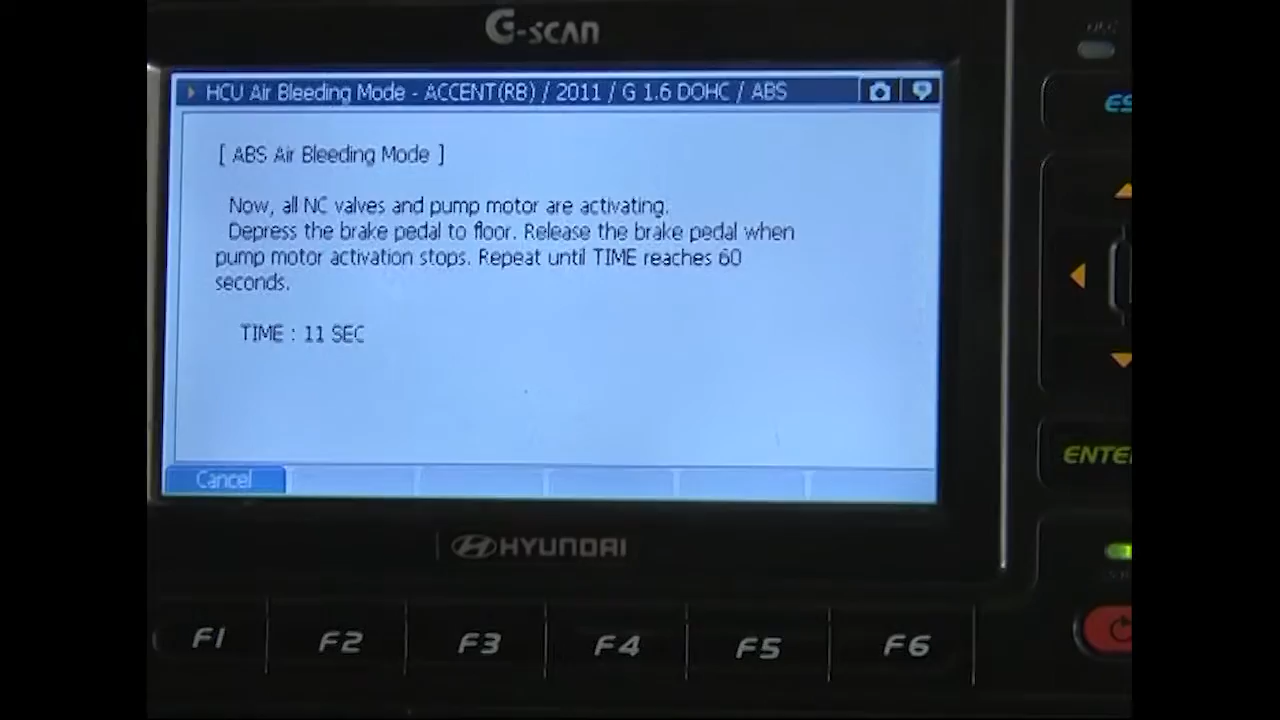 G-scan
HCU Air Bleeding Mode - ACCENT(RB) / 2011 / G 1.6 DOHC / ABS
[ ABS Air Bleeding Mode ]
Now, all NC valves and pump motor are activating.
Depress the brake pedal to floor. Release the brake pedal when
pump motor activation stops. Repeat until TIME reaches 60
seconds.
TIME : 11 SEC
Cancel
HYUNDAI
F1 F2 F3 F4 F5 F6
ES
ENTE